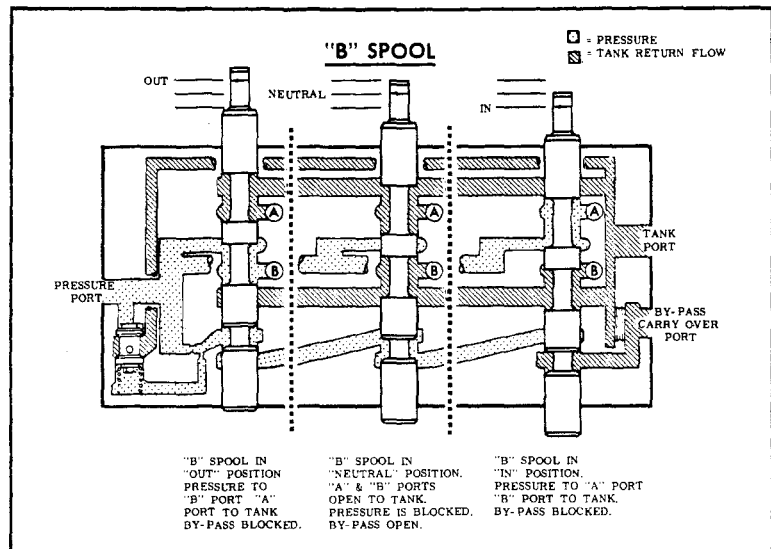 "B" SPOOL
= PRESSURE
= TANK RETURN FLOW
OUT
NEUTRAL
IN
A
A
A
B
B
B
PRESSURE
PORT
TANK
PORT
BY-PASS
CARRY OVER
PORT
"B" SPOOL IN
"OUT" POSITION
PRESSURE TO
"B" PORT "A"
PORT TO TANK
BY-PASS BLOCKED.
"B" SPOOL IN
"NEUTRAL" POSITION.
"A" & "B" PORTS
OPEN TO TANK.
PRESSURE IS BLOCKED.
BY-PASS OPEN.
"B" SPOOL IN
"IN" POSITION.
PRESSURE TO "A" PORT
"B" PORT TO TANK.
BY-PASS BLOCKED.